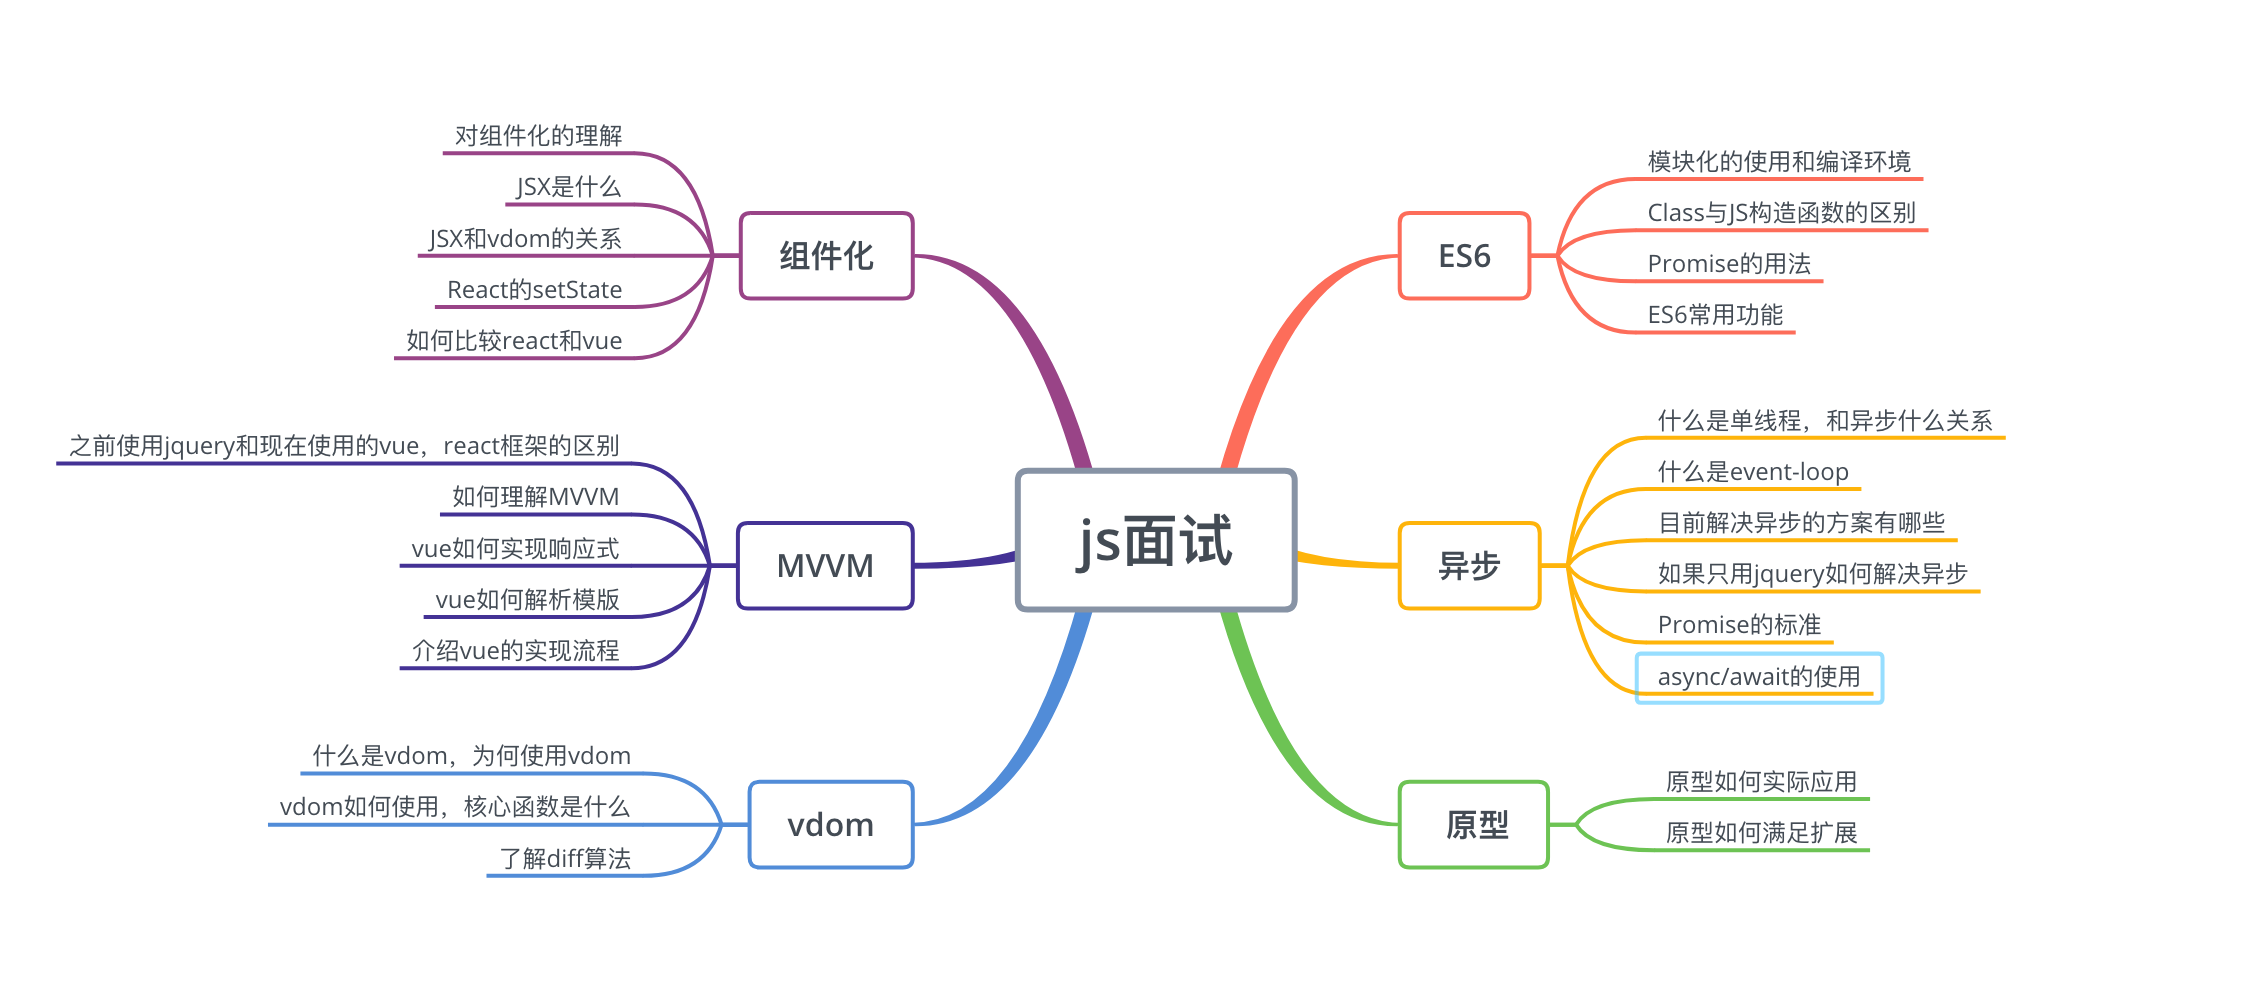 js面试
ES6
模块化的使用和编译环境
Class与JS构造函数的区别
Promise的用法
ES6常用功能
异步
什么是单线程，和异步什么关系
什么是event-loop
目前解决异步的方案有哪些
如果只用jquery如何解决异步
Promise的标准
async/await的使用
原型
原型如何实际应用
原型如何满足扩展
组件化
对组件化的理解
JSX是什么
JSX和vdom的关系
React的setState
如何比较react和vue
MVVM
之前使用jquery和现在使用的vue，react框架的区别
如何理解MVVM
vue如何实现响应式
vue如何解析模版
介绍vue的实现流程
vdom
什么是vdom，为何使用vdom
vdom如何使用，核心函数是什么
了解diff算法